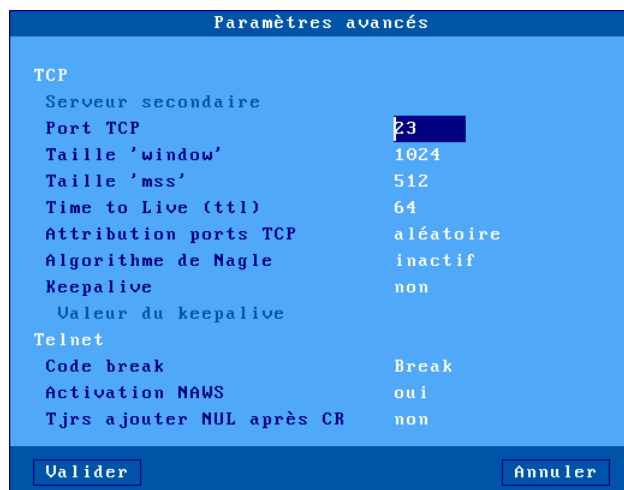 Paramètres avancés
TCP
Serveur secondaire
Port TCP 23
Taille 'window' 1024
Taille 'mss' 512
Time to Live (ttl) 64
Attribution ports TCP aléatoire
Algorithme de Nagle inactif
Keepalive non
Valeur du keepalive
Telnet
Code break Break
Activation NAWS oui
Tjrs ajouter NUL après CR non
Valider Annuler